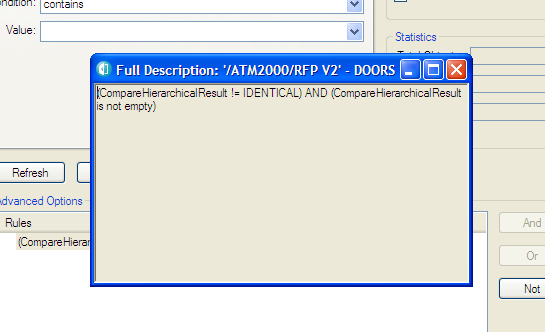 ondition:
contains
Value:
Full Description: '/ATM2000/RFP V2' - DOORS
(CompareHierarchicalResult != IDENTICAL) AND (CompareHierarchicalResult
is not empty)
Statistics
Refresh
Advanced Options
Rules
(CompareHierar
And
Or
Not